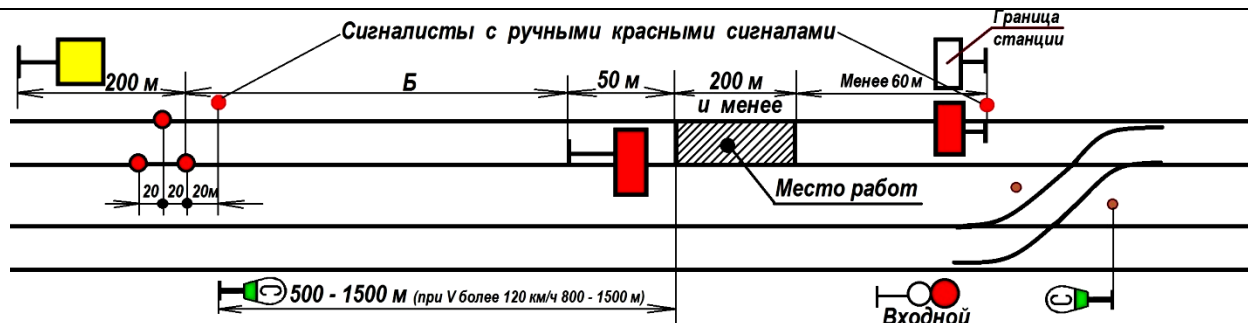 Сигналисты с ручными красными сигналами
Граница
станции
200 м
Б
50 м
200 м
и менее
Менее 60 м
20 20 20м
Место работ
С
500 - 1500 м (при V более 120 км/ч 800 - 1500 м)
С
Входной